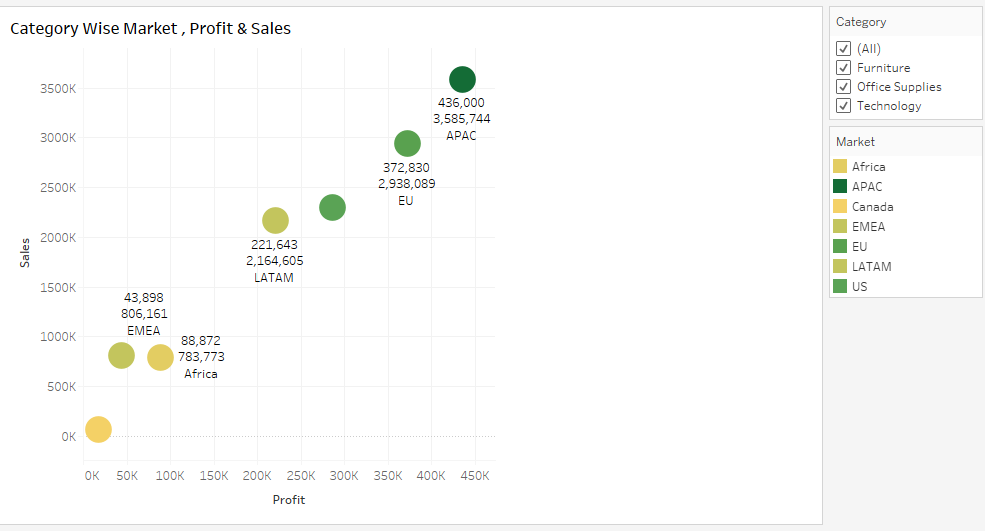 Category Wise Market , Profit & Sales
3500K
3000K
2500K
2000K
1500K
1000K
500K
0K
Sales
436,000
3,585,744
APAC
372,830
2,938,089
EU
221,643
2,164,605
LATAM
43,898
806,161
EMEA
88,872
783,773
Africa
0K
50K
100K
150K
200K
250K
300K
350K
400K
450K
Profit
Category
(All)
Furniture
Office Supplies
Technology
Market
Africa
APAC
Canada
EMEA
EU
LATAM
US